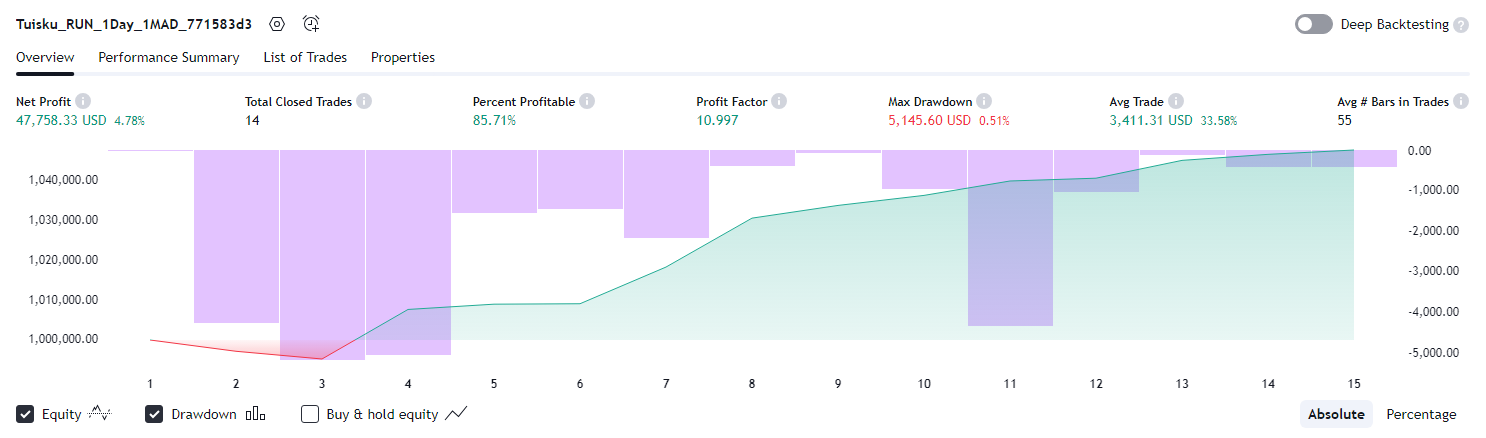 Tuisku_RUN_1Day_1MAD_771583d3 Deep Backtesting ?
Overview Performance Summary List of Trades Properties
Net Profit i Total Closed Trades i Percent Profitable i Profit Factor i Max Drawdown i Avg Trade i Avg # Bars in Trades i
47,758.33 USD 4.78% 14 85.71% 10.997 5,145.60 USD 0.51% 3,411.31 USD 33.58% 55
0.00
1,040,000.00 -1,000.00
1,030,000.00 -2,000.00
1,020,000.00 -3,000.00
1,010,000.00 -4,000.00
1,000,000.00 -5,000.00
1 2 3 4 5 6 7 8 9 10 11 12 13 14 15
Equity Drawdown Buy & hold equity Absolute Percentage